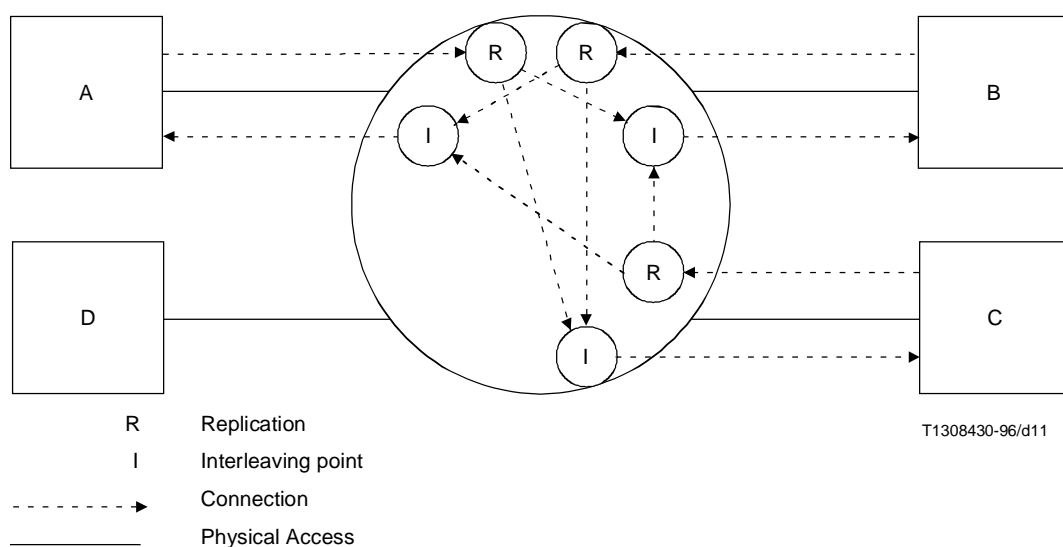 R R
A B
I I
R
D C
I
R Replication
T1308430-96/d11
I Interleaving point
Connection
Physical Access